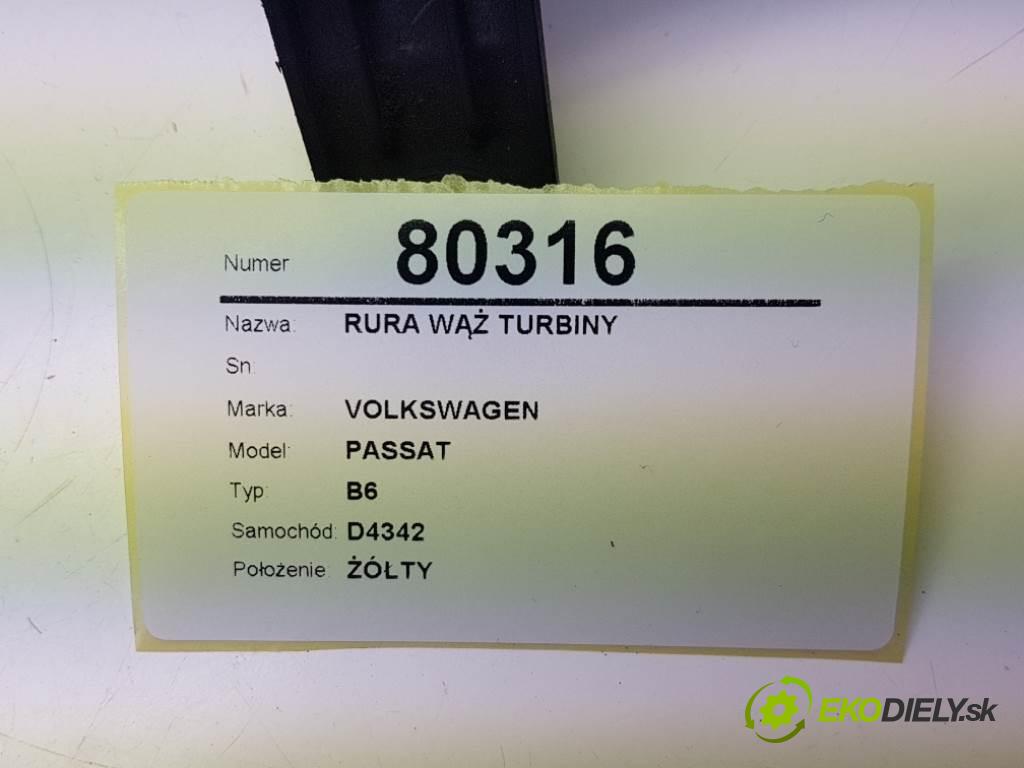 Numer 80316
Nazwa: RURA WĄŻ TURBINY
Sn:
Marka: VOLKSWAGEN
Model: PASSAT
Typ: B6
Samochód: D4342
Położenie: ŻÓŁTY
EKODIELY.sk